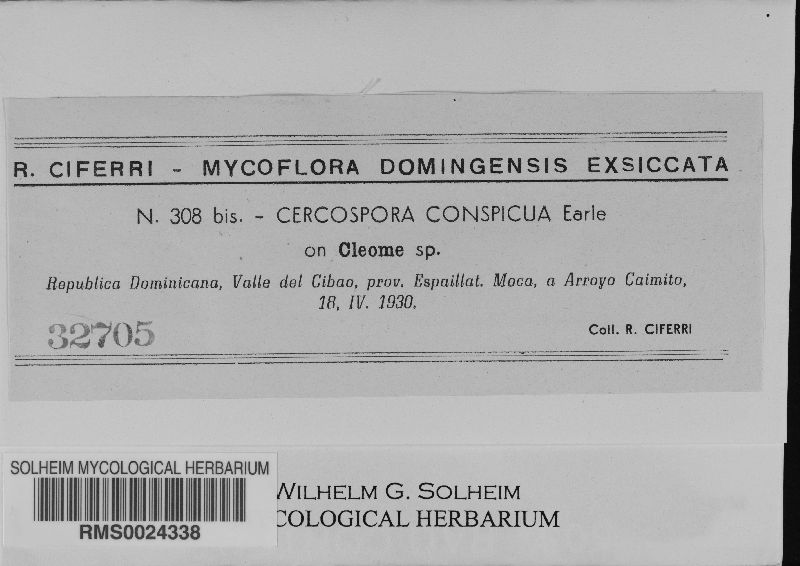 R. CIFERRI - MYCOFLORA DOMINGENSIS EXSICCATA
N. 308 bis. - CERCOSPORA CONSPICUA Earle
on Cleome sp.
Republica Dominicana, Valle del Cibao, prov. Espaillat. Moca, a Arroyo Caimito,
18, IV. 1930.
32705
Coll. R. CIFERRI
SOLHEIM MYCOLOGICAL HERBARIUM
RMS0024338
WILHELM G. SOLHEIM
COLOGICAL HERBARIUM